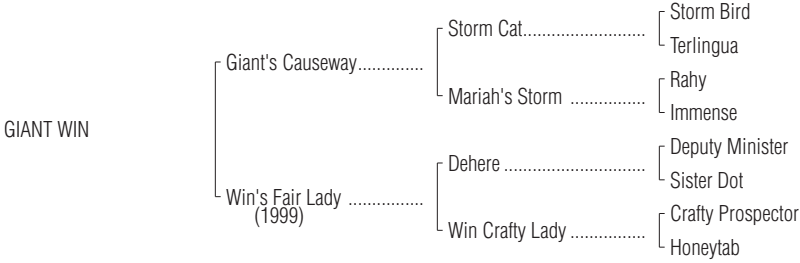 Storm Bird
Storm Cat..........................
Terlingua
Giant's Causeway..............
Rahy
Mariah's Storm ................
Immense
GIANT WIN
Deputy Minister
Dehere ..............................
Sister Dot
Win's Fair Lady ................
(1999)
Crafty Prospector
Win Crafty Lady ................
Honeytab